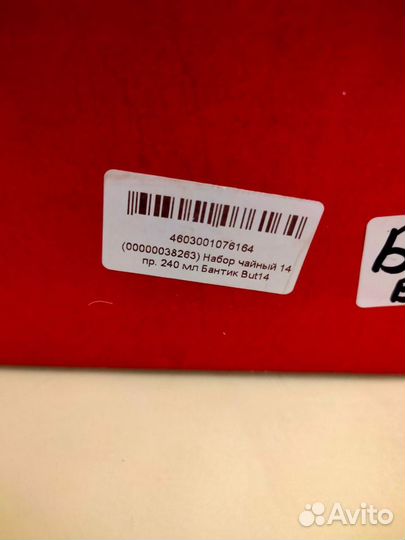 4603001076164
(00000038263) Набор чайный 14
пр. 240 мл Бантик But14
Avito